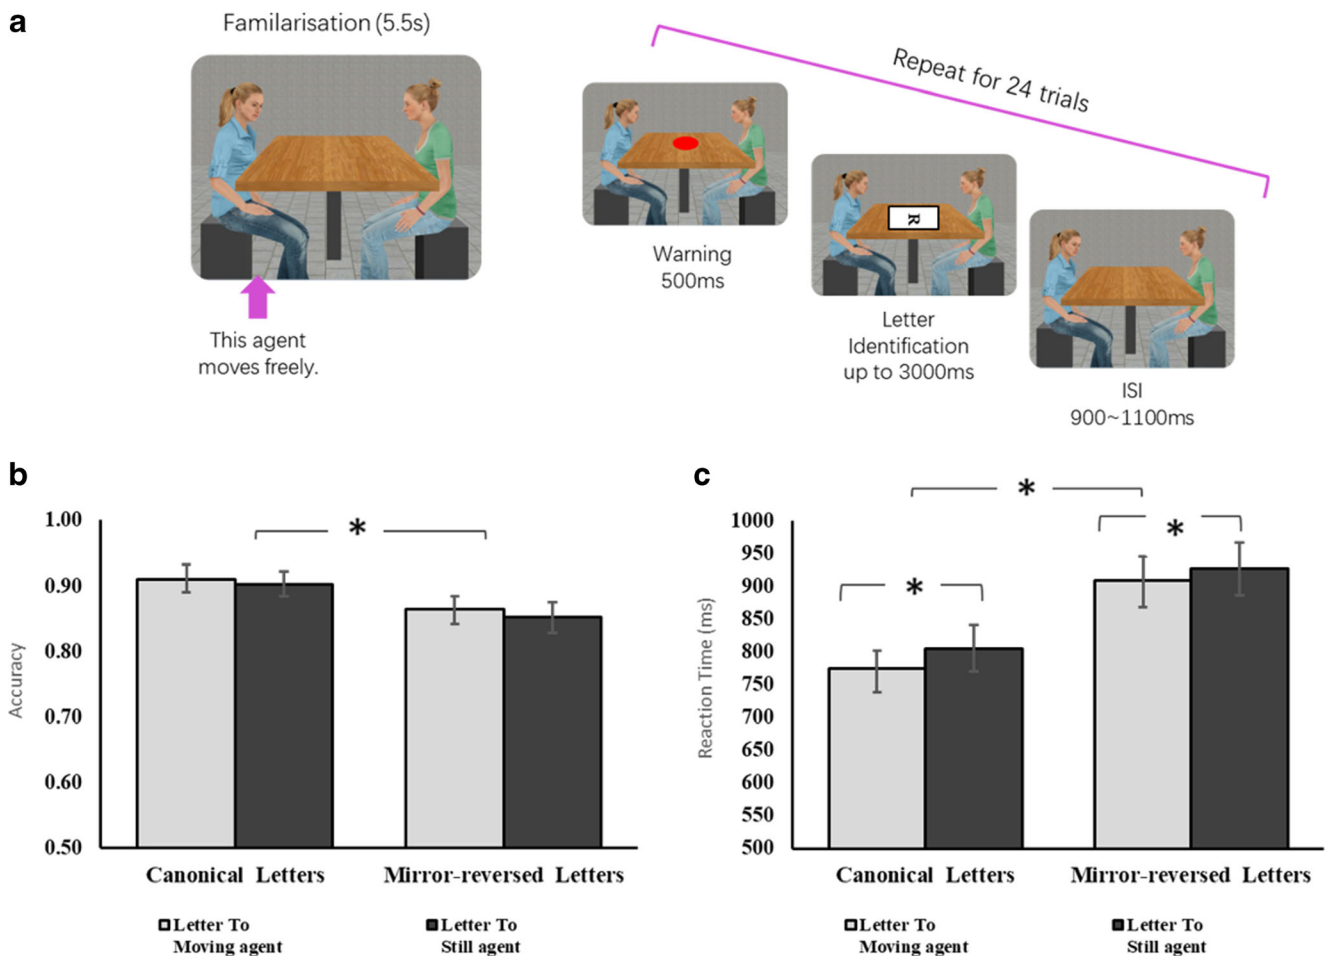 a
Familarisation (5.5s)
This agent
moves freely.
Repeat for 24 trials
Warning
500ms
R
Letter
Identification
up to 3000ms
ISI
900~1100ms
b
Accuracy
1.00
0.90
0.80
0.70
0.60
0.50
*
Canonical Letters
Mirror-reversed Letters
Letter To
Moving agent
Letter To
Still agent
c
Reaction Time (ms)
1000
950
900
850
800
750
700
650
600
550
500
*
*
*
Canonical Letters
Mirror-reversed Letters
Letter To
Moving agent
Letter To
Still agent